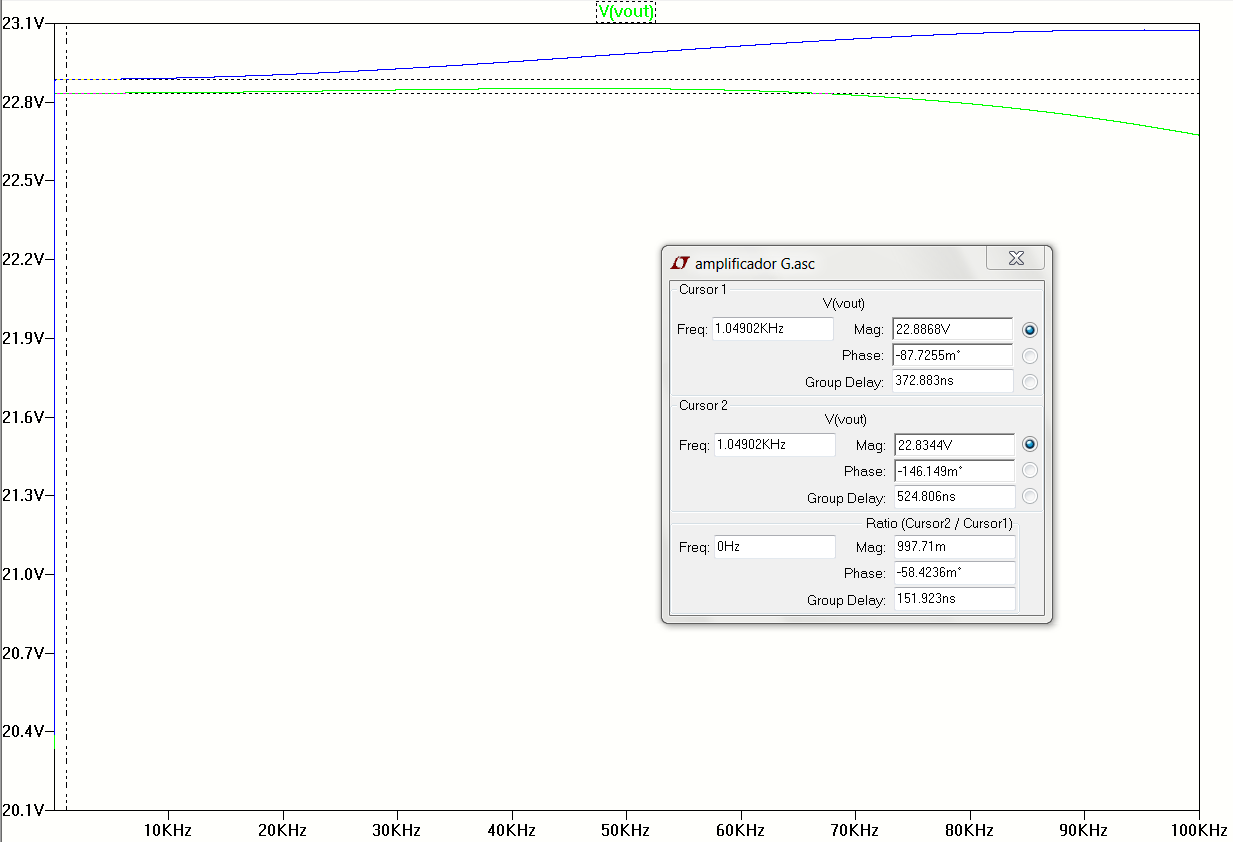 V(vout)
23.1V
22.8V
22.5V
22.2V
21.9V
21.6V
21.3V
21.0V
20.7V
20.4V
20.1V
10KHz 20KHz 30KHz 40KHz 50KHz 60KHz 70KHz 80KHz 90KHz 100KHz
amplificador G.asc
Cursor 1
V(vout)
Freq: 1.04902KHz Mag: 22.8868V
Phase: -87.7255m°
Group Delay: 372.883ns
Cursor 2
V(vout)
Freq: 1.04902KHz Mag: 22.8344V
Phase: -146.149m°
Group Delay: 524.806ns
Ratio (Cursor2 / Cursor1)
Freq: 0Hz Mag: 997.71m
Phase: -58.4236m°
Group Delay: 151.923ns